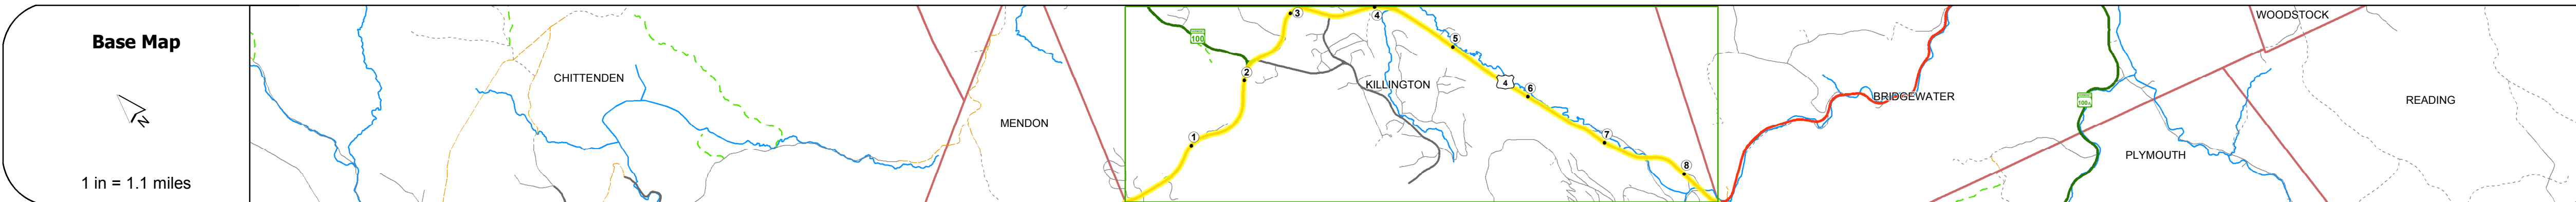 Base Map
N
1 in = 1.1 miles
CHITTENDEN
MENDON
100
1
2
3
4
5
4
6
7
8
KILLINGTON
BRIDGEWATER
WOODSTOCK
100A
PLYMOUTH
READING